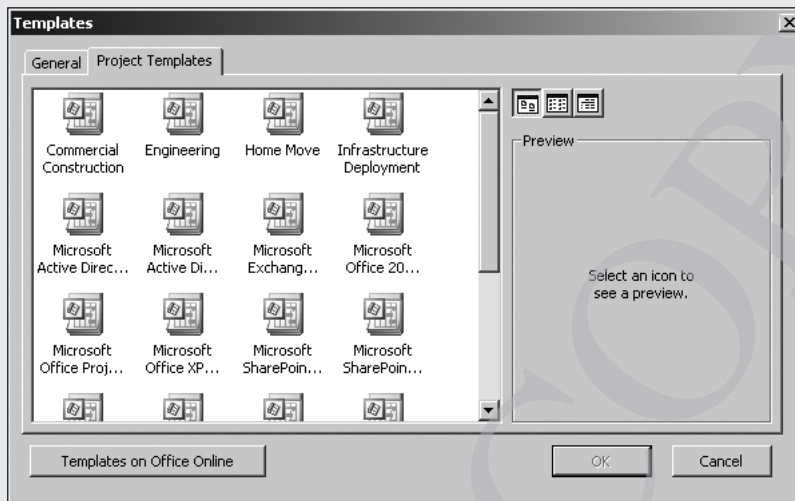 Templates
General
Project Templates
Commercial
Construction
Engineering
Home Move
Infrastructure
Deployment
Microsoft
Active Direc...
Microsoft
Active Di...
Microsoft
Exchang...
Microsoft
Office 20...
Microsoft
Office Proj...
Microsoft
Office XP...
Microsoft
SharePoin...
Microsoft
SharePoin...
Preview
Select an icon to
see a preview.
Templates on Office Online
OK
Cancel